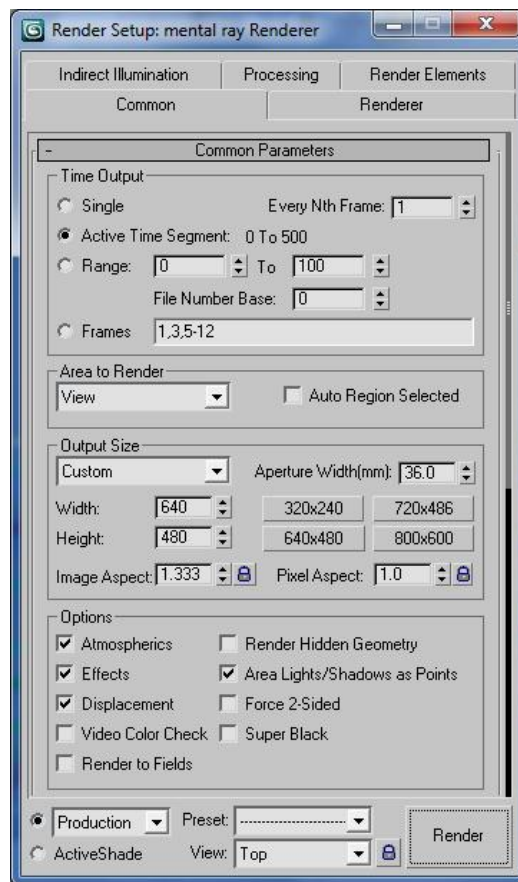 Render Setup: mental ray Renderer
Indirect Illumination Processing Render Elements
Common Renderer
- Common Parameters
Time Output
Single Every Nth Frame: 1
Active Time Segment: 0 To 500
Range: 0 To 100
File Number Base: 0
Frames 1,3,5-12
Area to Render
View Auto Region Selected
Output Size
Custom Aperture Width(mm): 36.0
Width: 640 320x240 720x486
Height: 480 640x480 800x600
Image Aspect: 1.333 Pixel Aspect: 1.0
Options
Atmospherics Render Hidden Geometry
Effects Area Lights/Shadows as Points
Displacement Force 2-Sided
Video Color Check Super Black
Render to Fields
Production Preset: -------------------------
ActiveShade View: Top Render